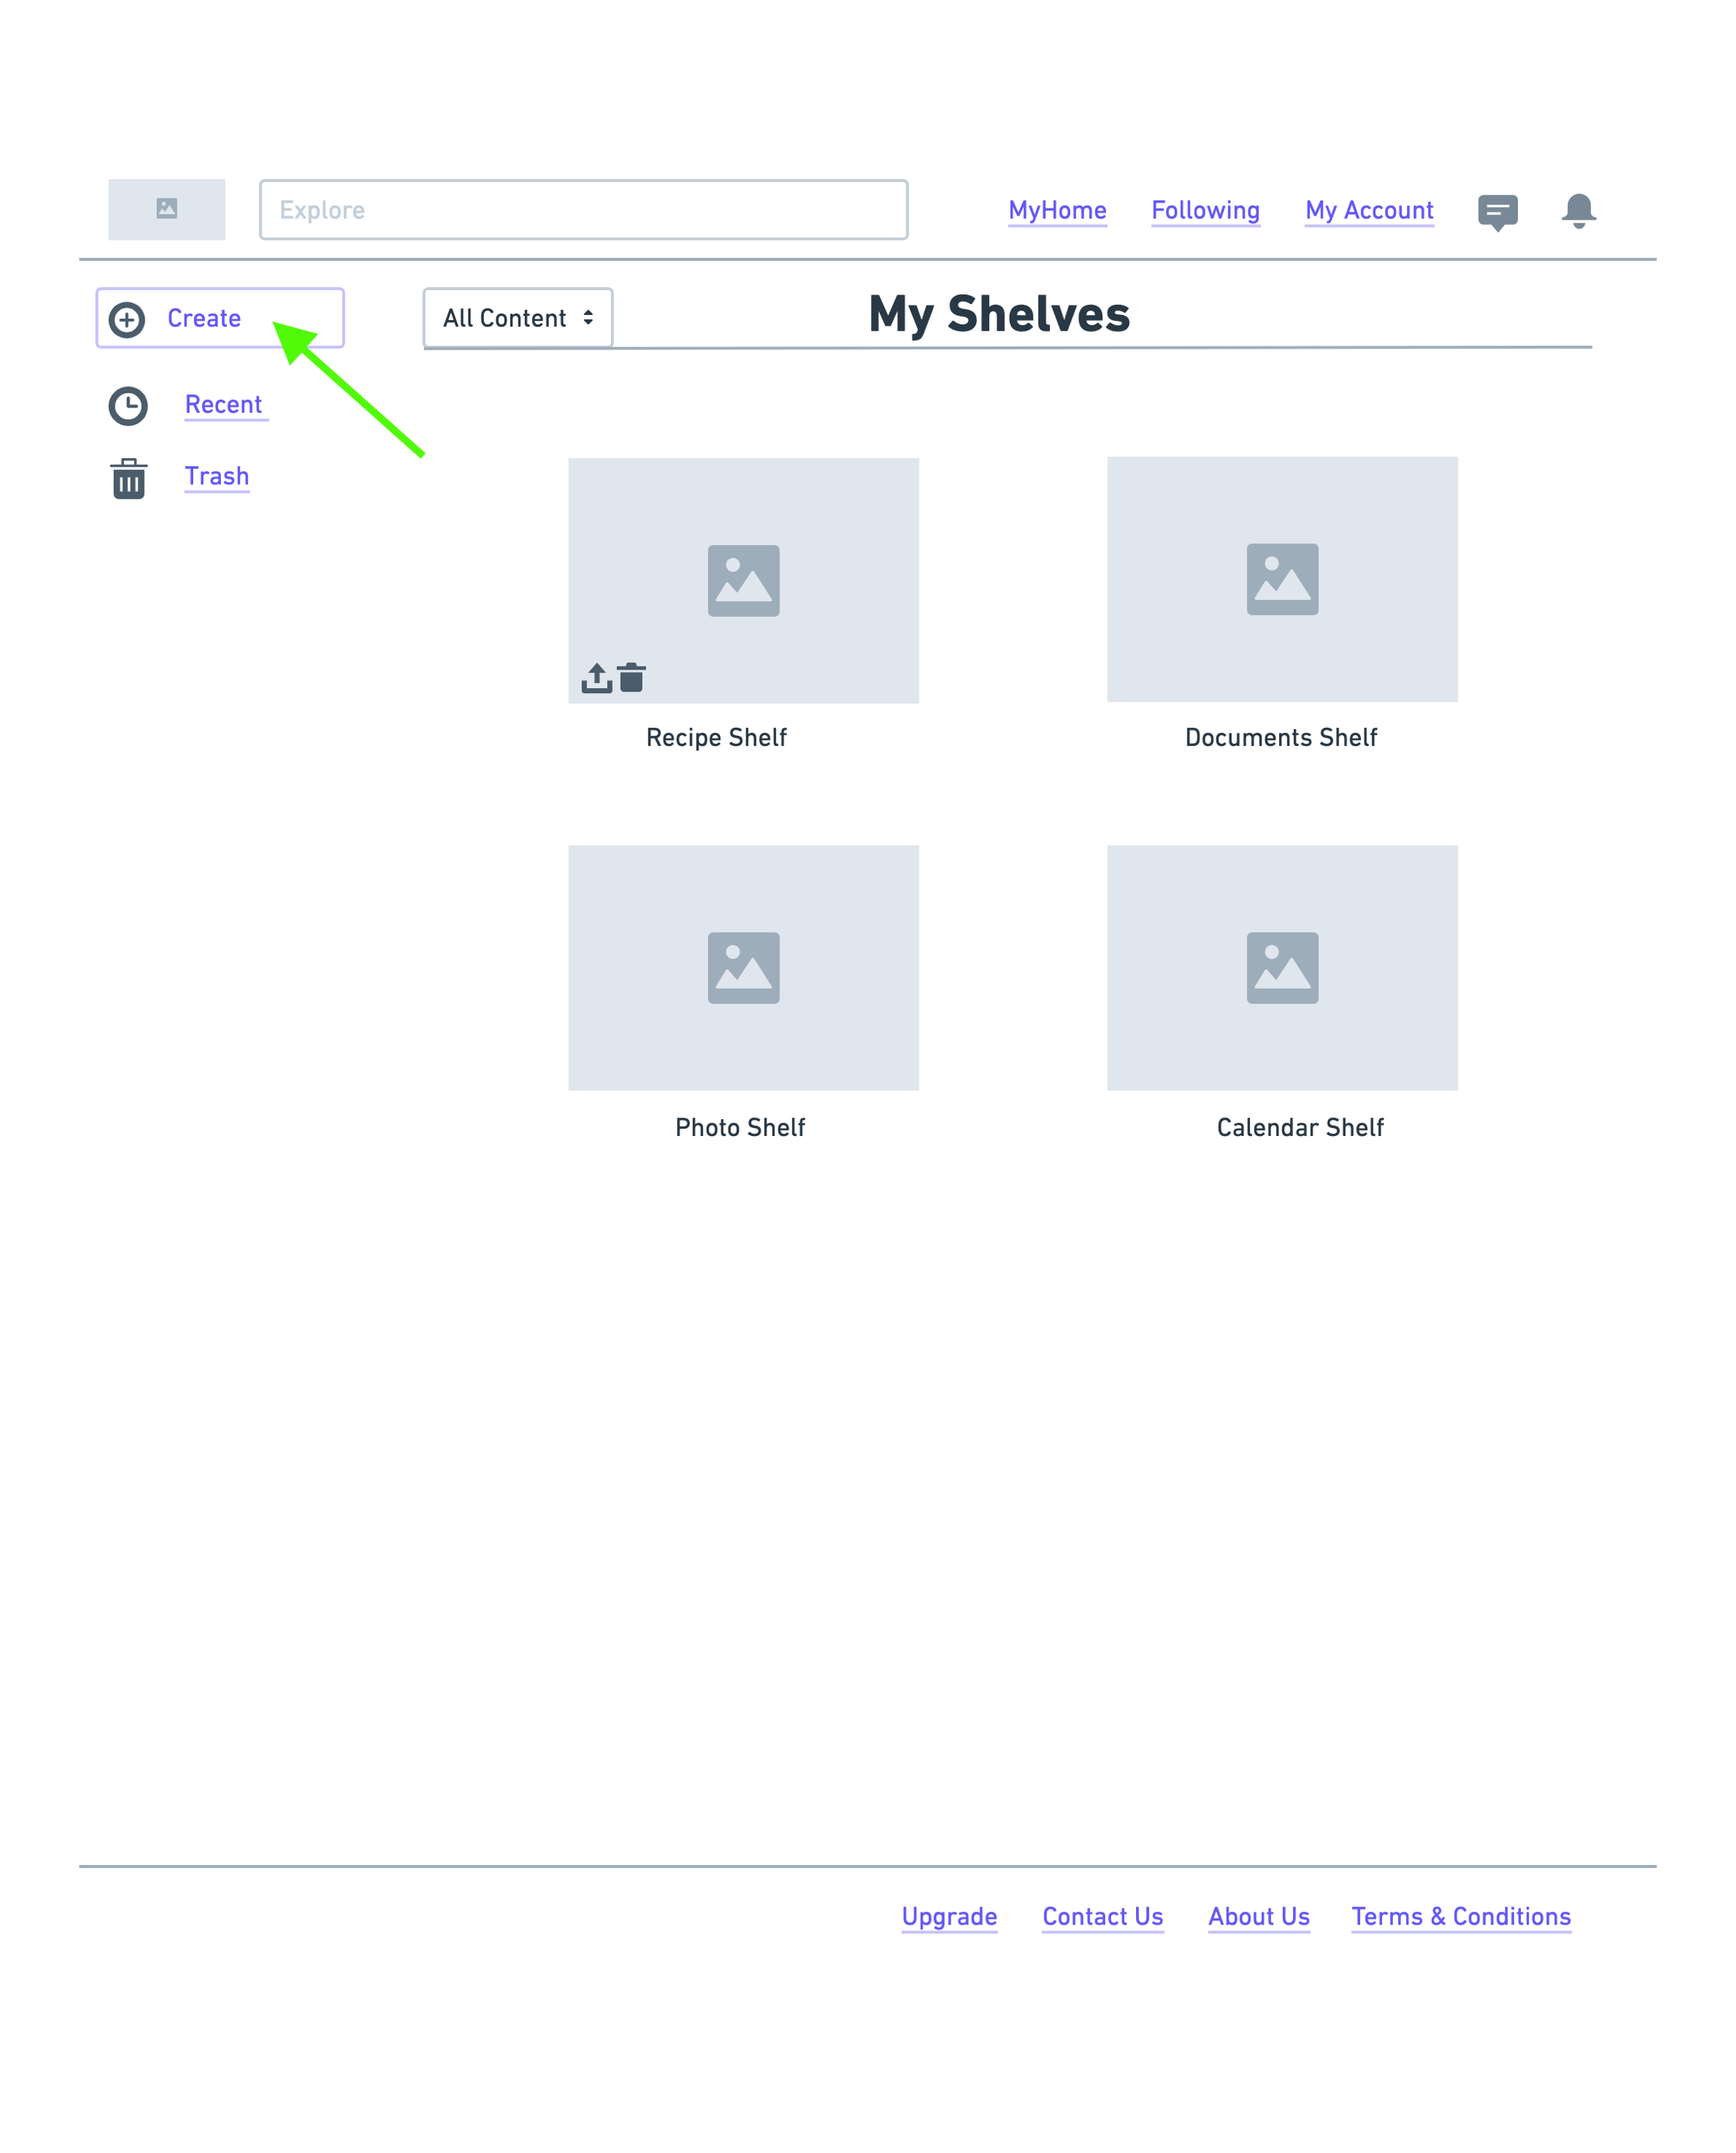 Explore
MyHome Following My Account
Create
All Content
My Shelves
Recent
Trash
Recipe Shelf
Documents Shelf
Photo Shelf
Calendar Shelf
Upgrade Contact Us About Us Terms & Conditions